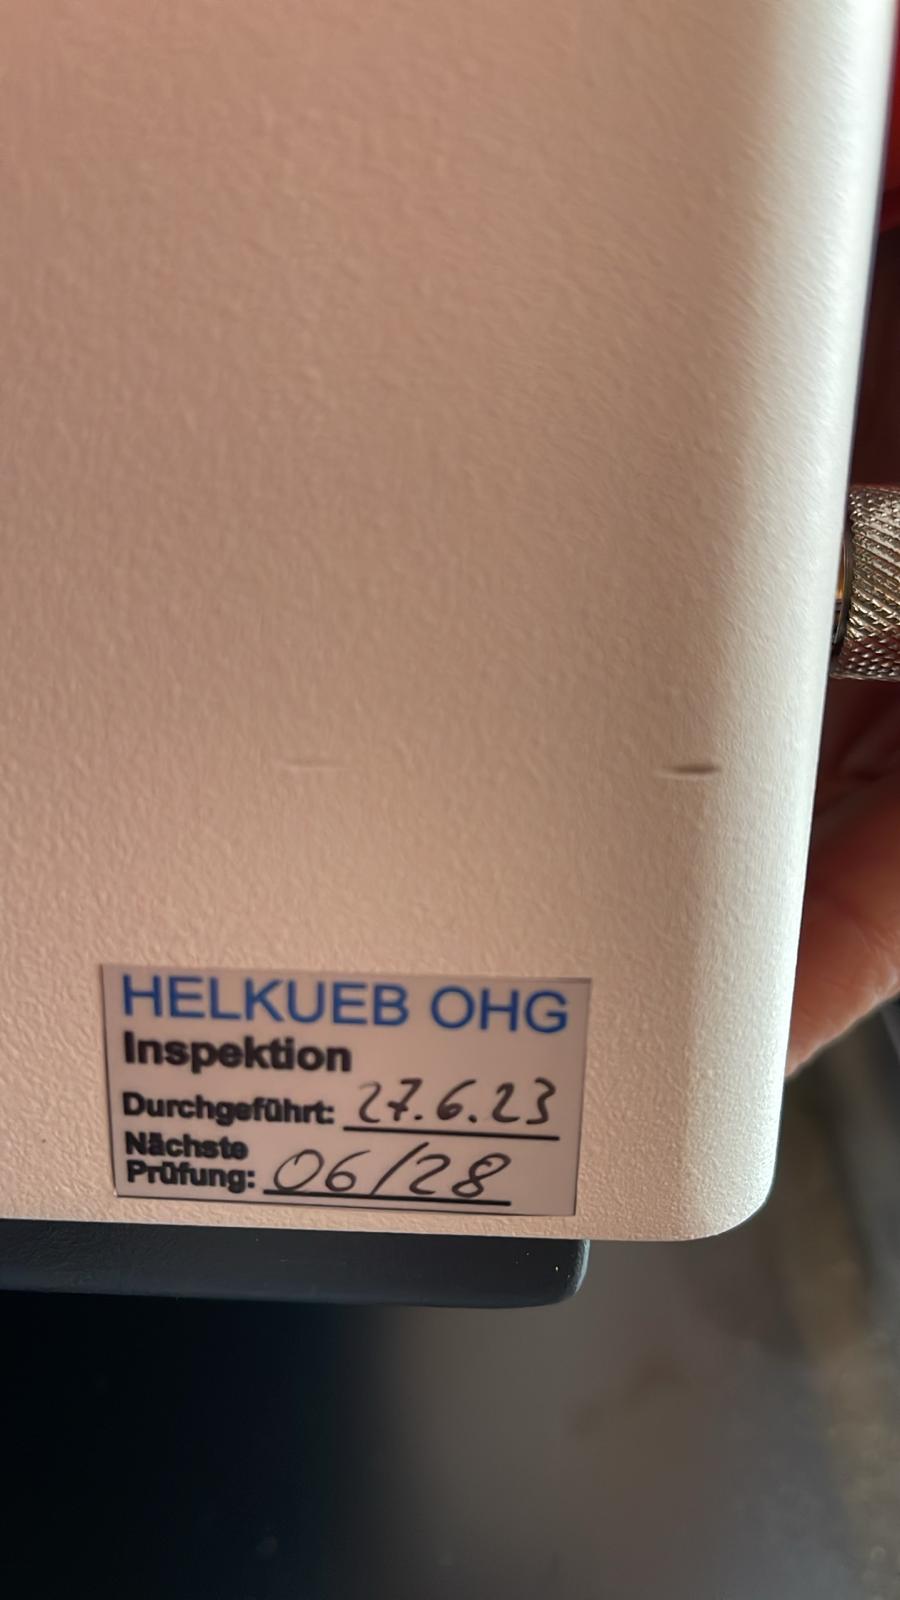 HELKUEB OHG
Inspektion
Durchgeführt: 27.6.23
Nächste
Prüfung: 06/28